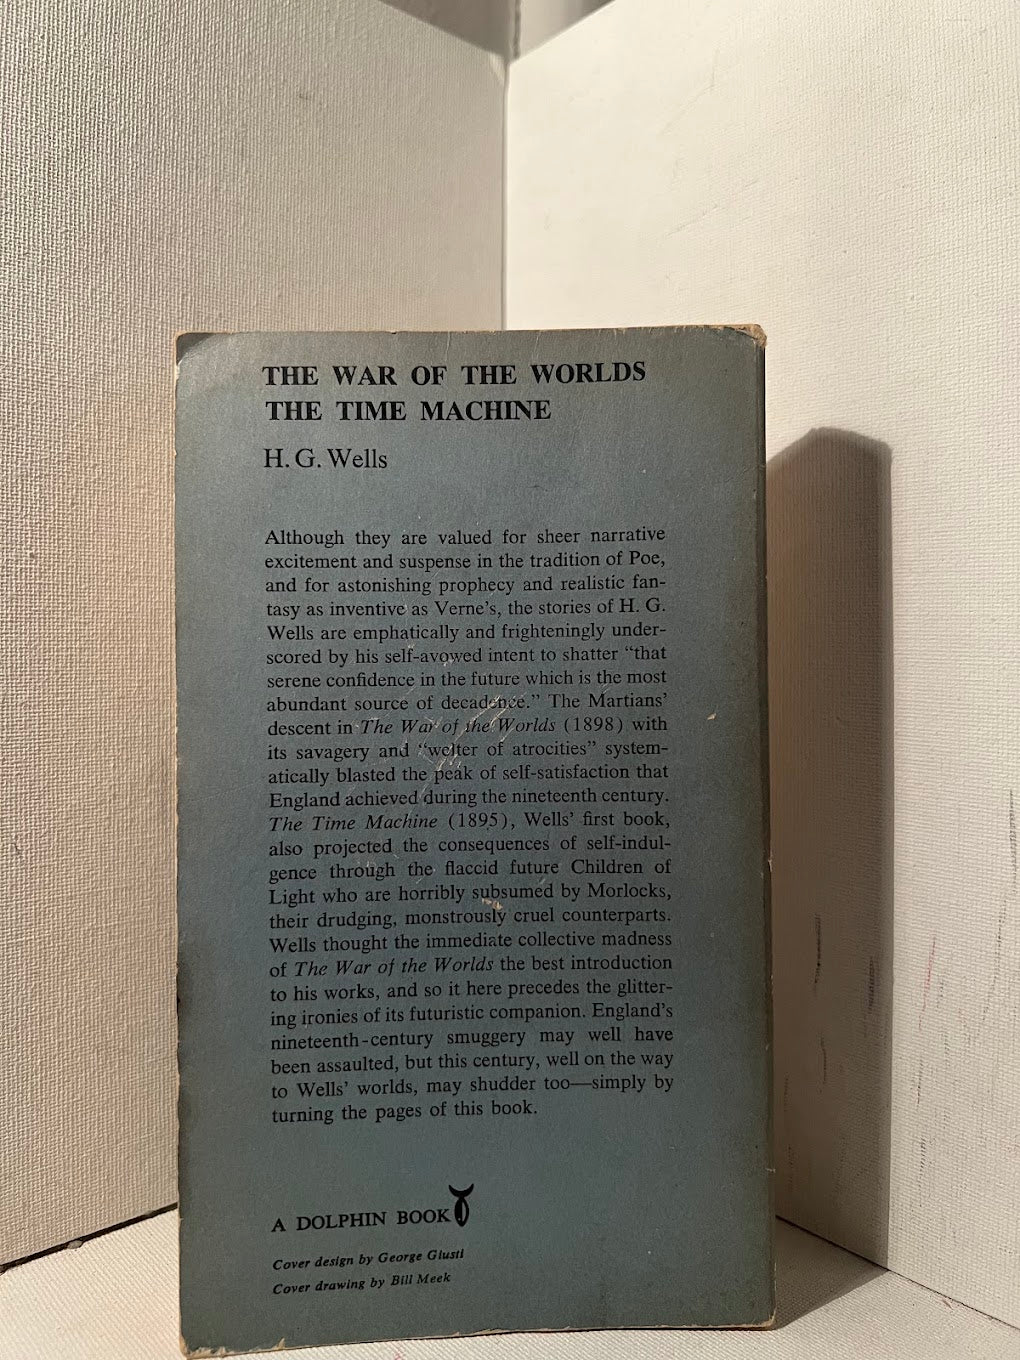 THE WAR OF THE WORLDS
THE TIME MACHINE
H. G. Wells
Although they are valued for sheer narrative
excitement and suspense in the tradition of Poe,
and for astonishing prophecy and realistic fan-
tasy as inventive as Verne's, the stories of H. G.
Wells are emphatically and frighteningly under-
scored by his self-avowed intent to shatter “that
serene confidence in the future which is the most
abundant source of decadence.” The Martians'
descent in The War of the Worlds (1898) with
its savagery and “welter of atrocities” system-
atically blasted the peak of self-satisfaction that
England achieved during the nineteenth century.
The Time Machine (1895), Wells' first book,
also projected the consequences of self-indul-
gence through the flaccid future Children of
Light who are horribly subsumed by Morlocks,
their drudging, monstrously cruel counterparts.
Wells thought the immediate collective madness
of The War of the Worlds the best introduction
to his works, and so it here precedes the glitter-
ing ironies of its futuristic companion. England's
nineteenth-century smuggery may well have
been assaulted, but this century, well on the way
to Wells' worlds, may shudder too—simply by
turning the pages of this book.
A DOLPHIN BOOK
Cover design by George Giusti
Cover drawing by Bill Meek